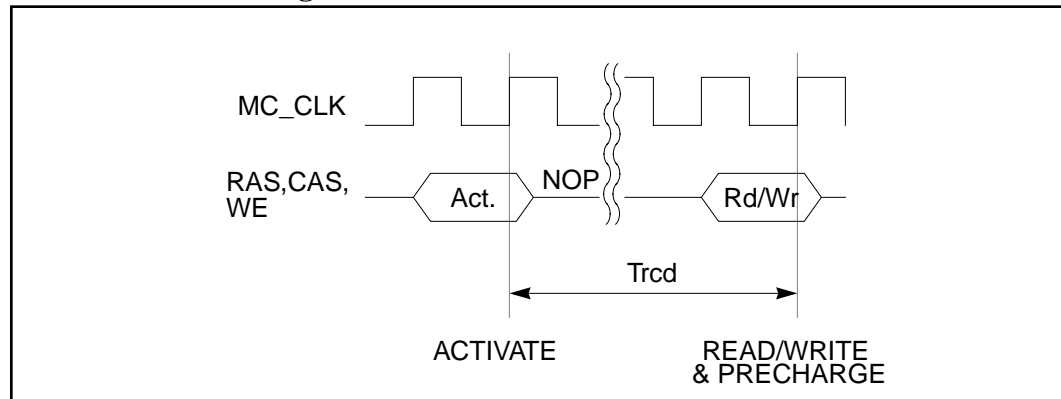 g
MC_CLK
RAS,CAS,
WE
Act.
NOP
Rd/Wr
Trcd
ACTIVATE
READ/WRITE
& PRECHARGE